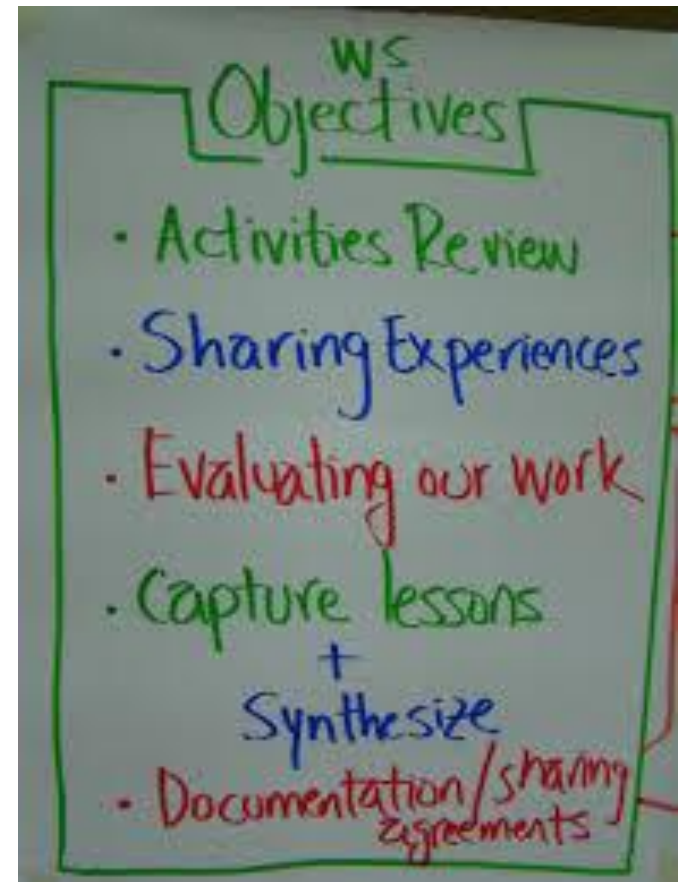 WS
Objectives
· Activities Review
· Sharing Experiences
· Evaluating our work
· Capture lessons
+
Synthesize
· Documentation/sharing
agreements